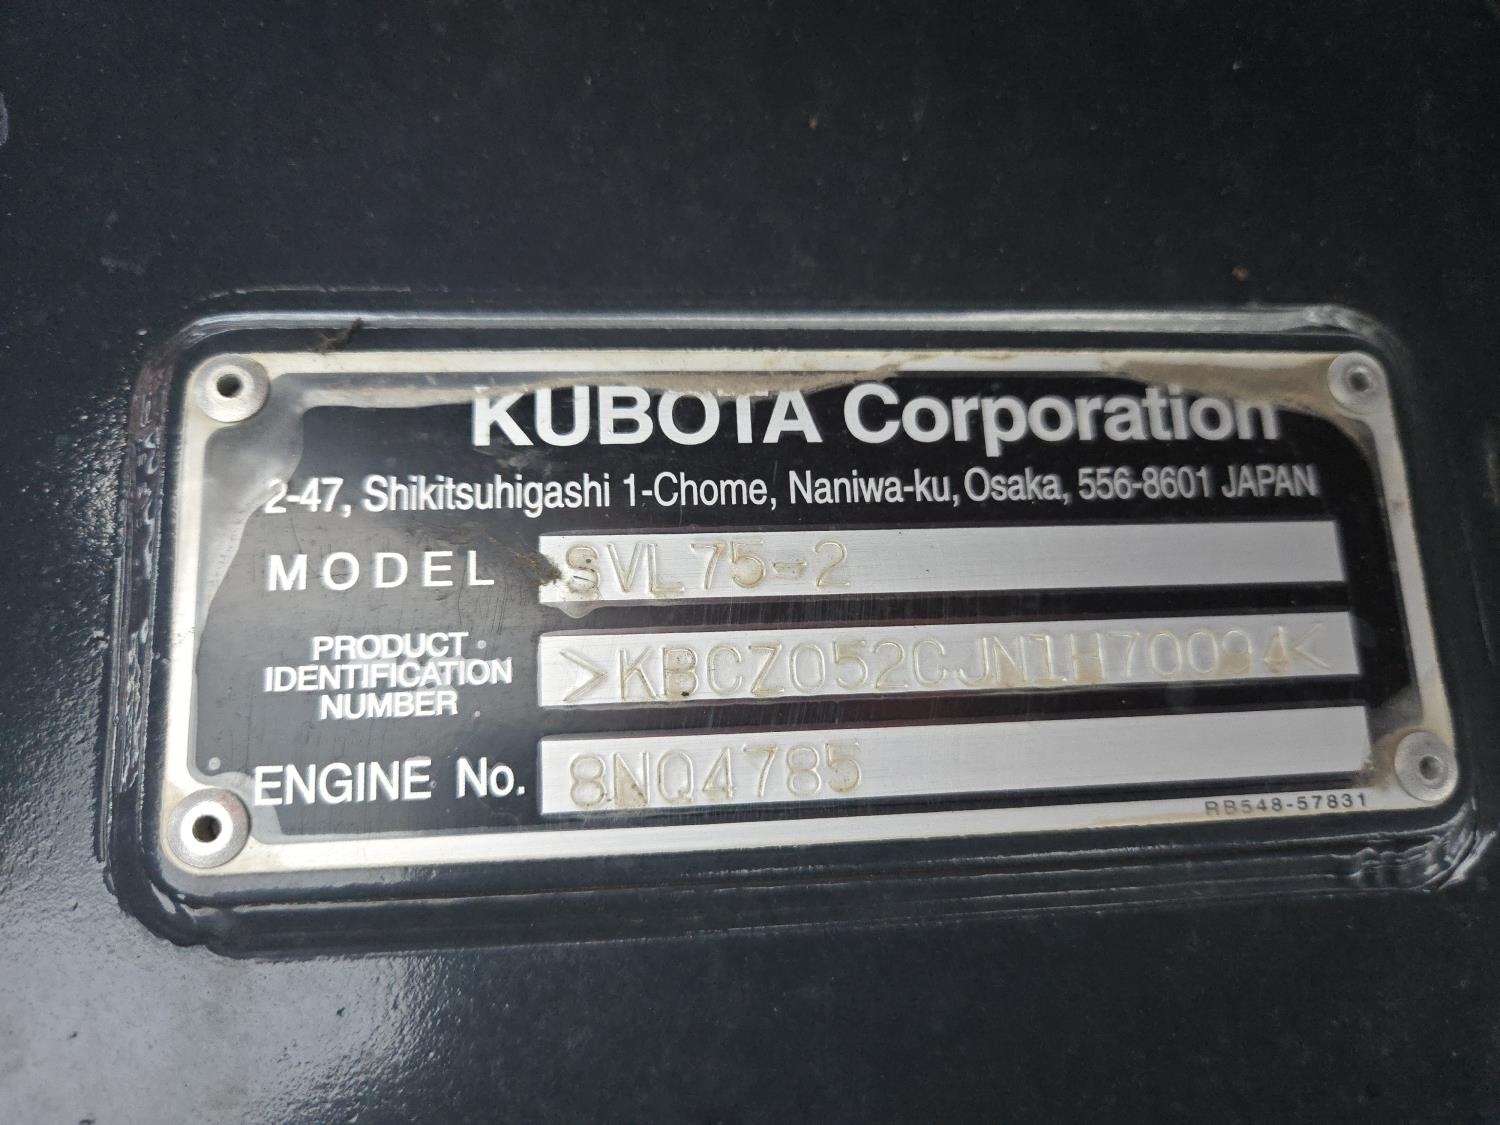 KUBOTA Corporation
2-47, Shikitsuhigashi 1-Chome, Naniwa-ku, Osaka, 556-8601 JAPAN
MODEL SVL75-2
PRODUCT
IDENTIFICATION
NUMBER
>KBCZ052CJN1H70094<
ENGINE No. 8NQ4785
RB548-57831